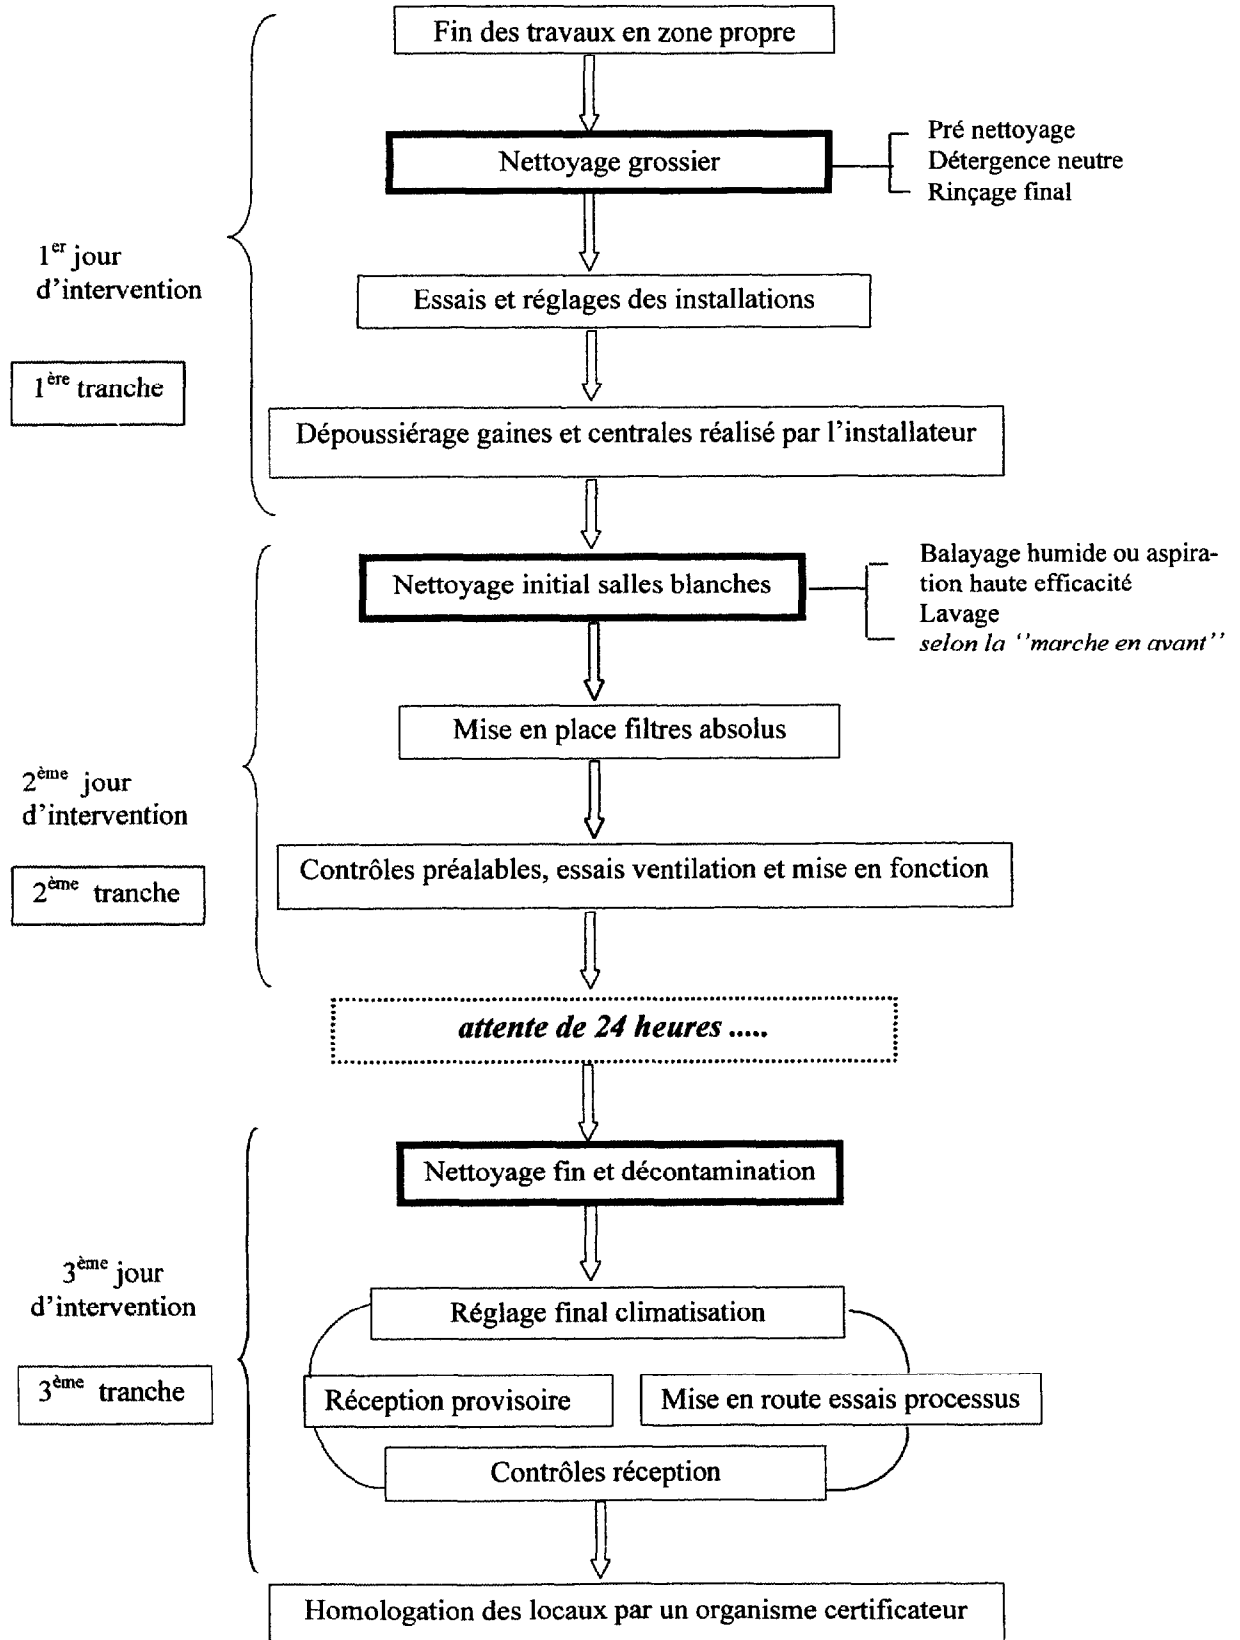 Fin des travaux en zone propre
Nettoyage grossier
Pré nettoyage
Détergence neutre
Rinçage final
1er jour
d'intervention
1ère tranche
Essais et réglages des installations
Dépoussiérage gaines et centrales réalisé par l'installateur
Nettoyage initial salles blanches
Balayage humide ou aspira-
tion haute efficacité
Lavage
selon la ''marche en avant''
Mise en place filtres absolus
2ème jour
d'intervention
2ème tranche
Contrôles préalables, essais ventilation et mise en fonction
attente de 24 heures .....
Nettoyage fin et décontamination
3ème jour
d'intervention
3ème tranche
Réglage final climatisation
Réception provisoire
Mise en route essais processus
Contrôles réception
Homologation des locaux par un organisme certificateur